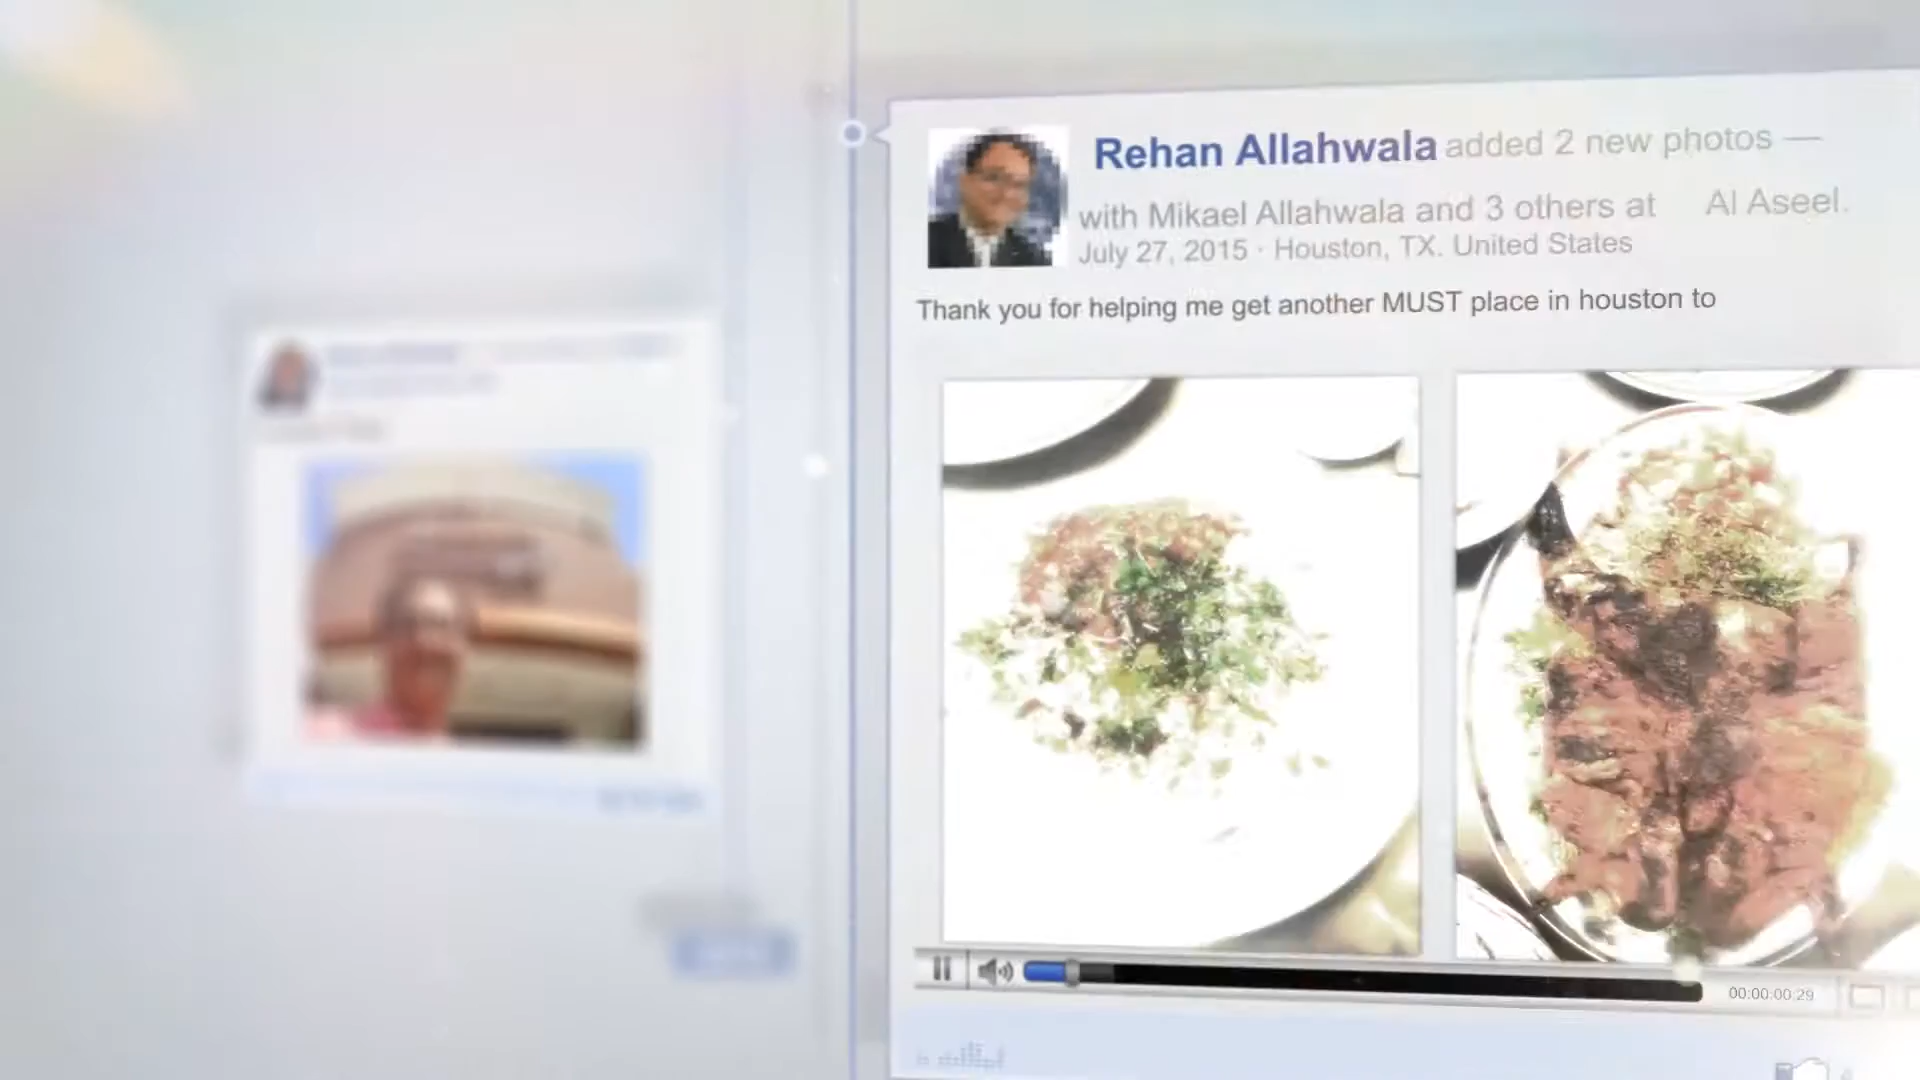 Rehan Allahwala added 2 new photos —
with Mikael Allahwala and 3 others at Al Aseel.
July 27, 2015 · Houston, TX. United States
Thank you for helping me get another MUST place in houston to
00:00:00:29